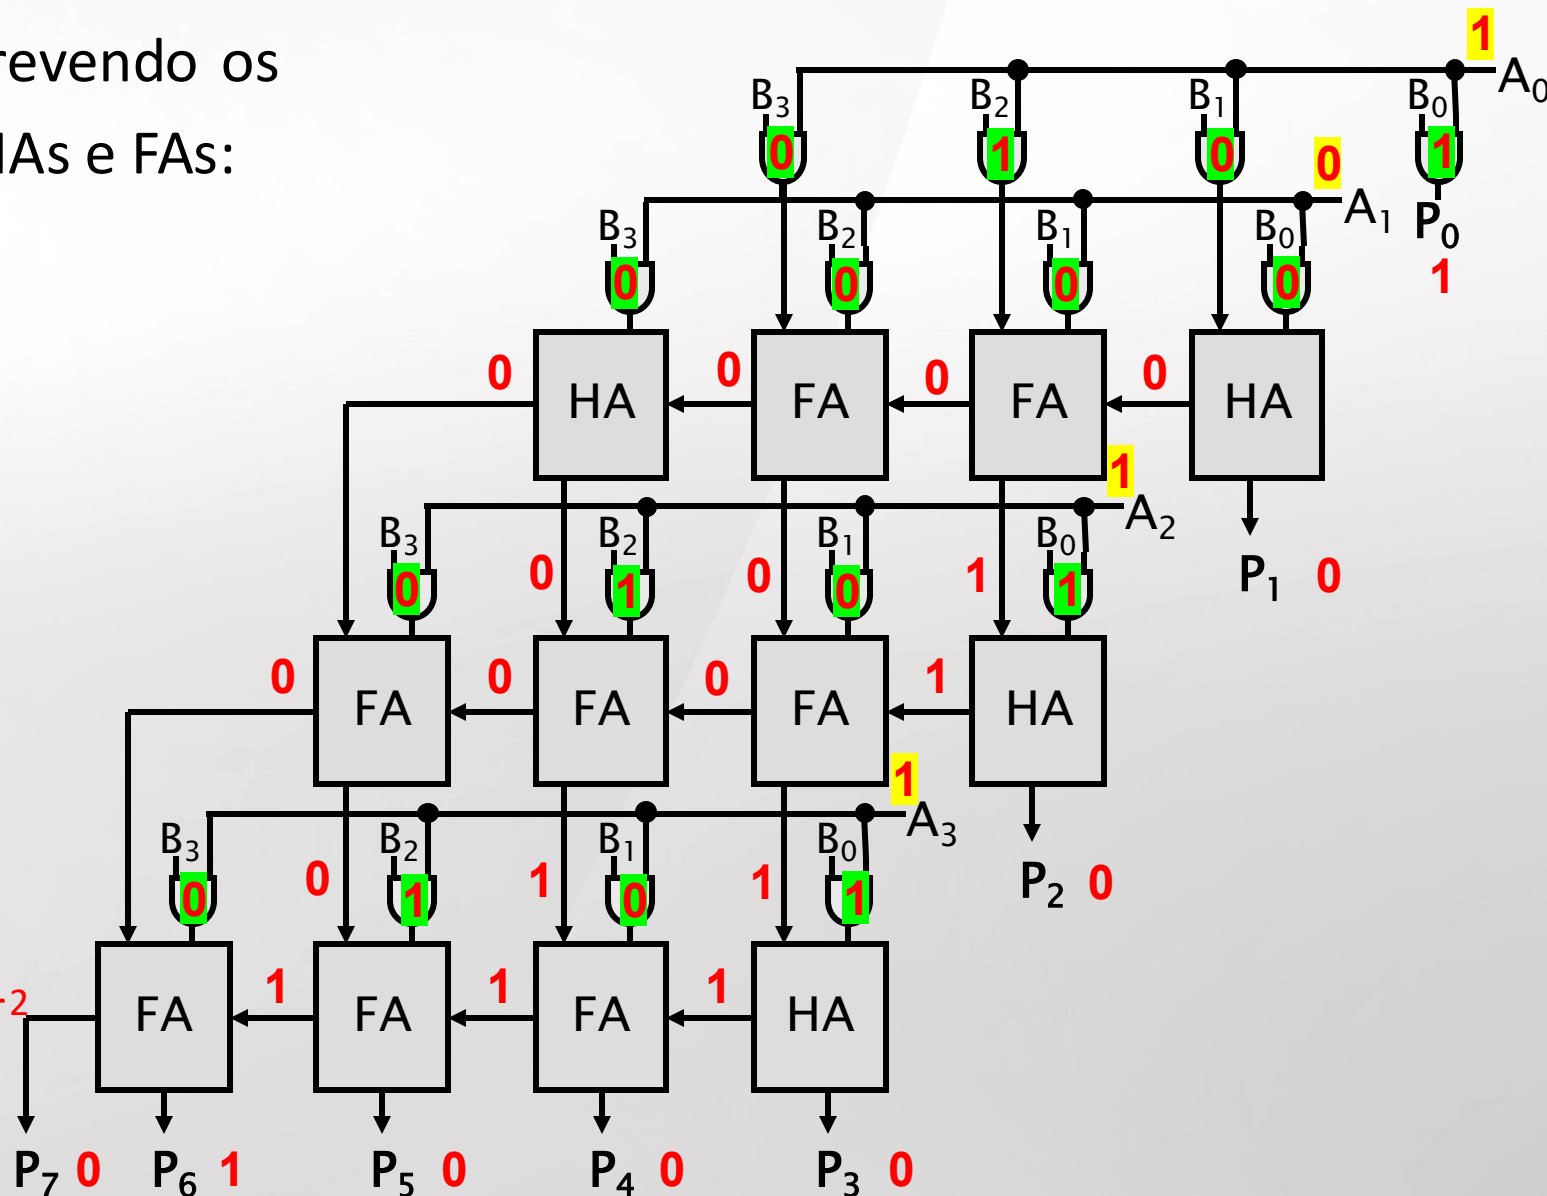 revendo os
IAs e FAs:
1
A0
B3 B2 B1 B0
0 1 0 1
0
A1 P0
B3 B2 B1 B0
0 0 0 0 1
0 0 0 0
HA FA FA HA
1
A2
B3 B2 B1 B0
0 0 1 P1 0
0 1 0 1
0 0 0 1
FA FA FA HA
1
A3
B3 B2 B1 B0
0 1 1 P2 0
0 1 0 1
1 1 1
2
FA FA FA HA
P7 0 P6 1 P5 0 P4 0 P3 0